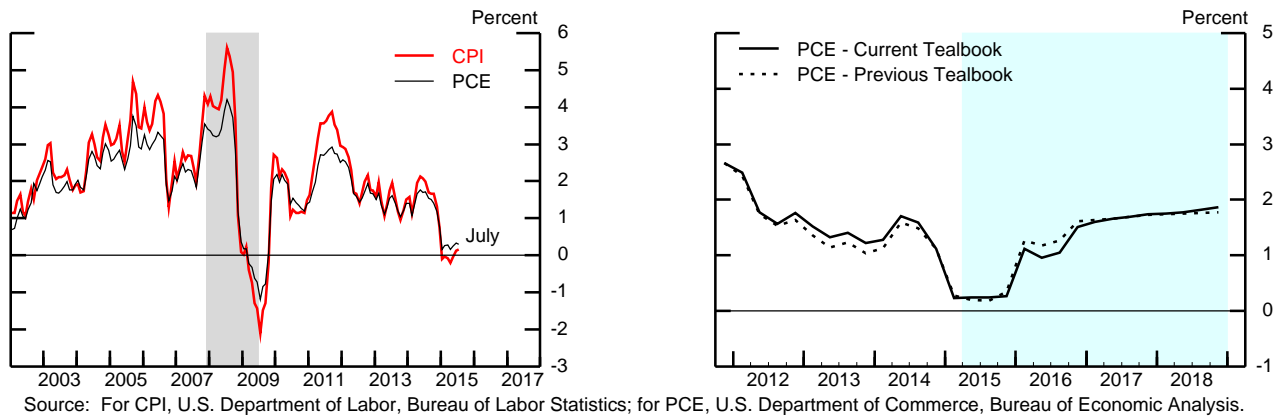 Percent
6
5
4
3
2
1
0
-1
-2
-3
CPI
PCE
July
2003 2005 2007 2009 2011 2013 2015 2017
Percent
5
4
3
2
1
0
-1
PCE - Current Tealbook
PCE - Previous Tealbook
2012 2013 2014 2015 2016 2017 2018
Source: For CPI, U.S. Department of Labor, Bureau of Labor Statistics; for PCE, U.S. Department of Commerce, Bureau of Economic Analysis.